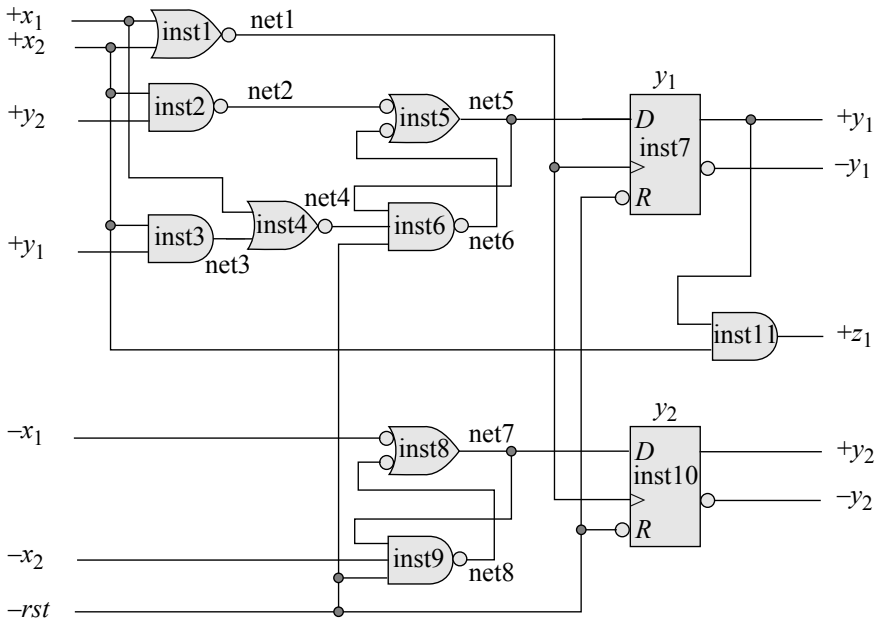 +x1
inst1
net1
+x2
y1
inst2
net2
inst5
net5
D
+y1
+y2
inst7
–y1
net4
R
inst3
inst4
inst6
+y1
net3
net6
inst11
+z1
y2
–x1
inst8
net7
D
+y2
inst10
–y2
R
–x2
inst9
net8
–rst